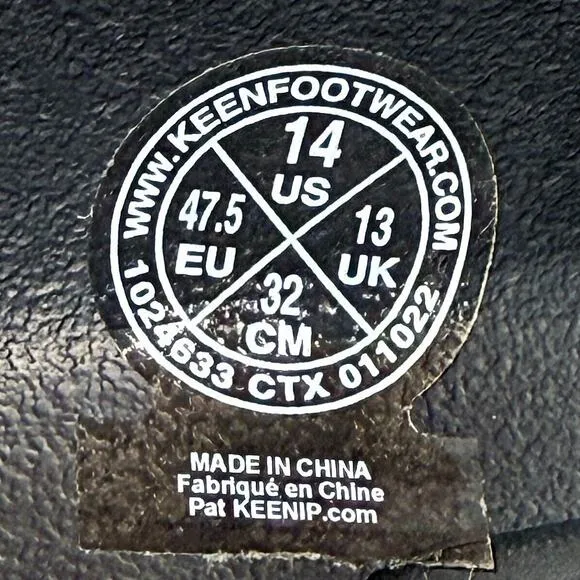 WWW.KEENFOOTWEAR.COM
14
US
47.5
EU
13
UK
32
CM
1024633 CTX 011022
MADE IN CHINA
Fabriqué en Chine
Pat KEENIP.com